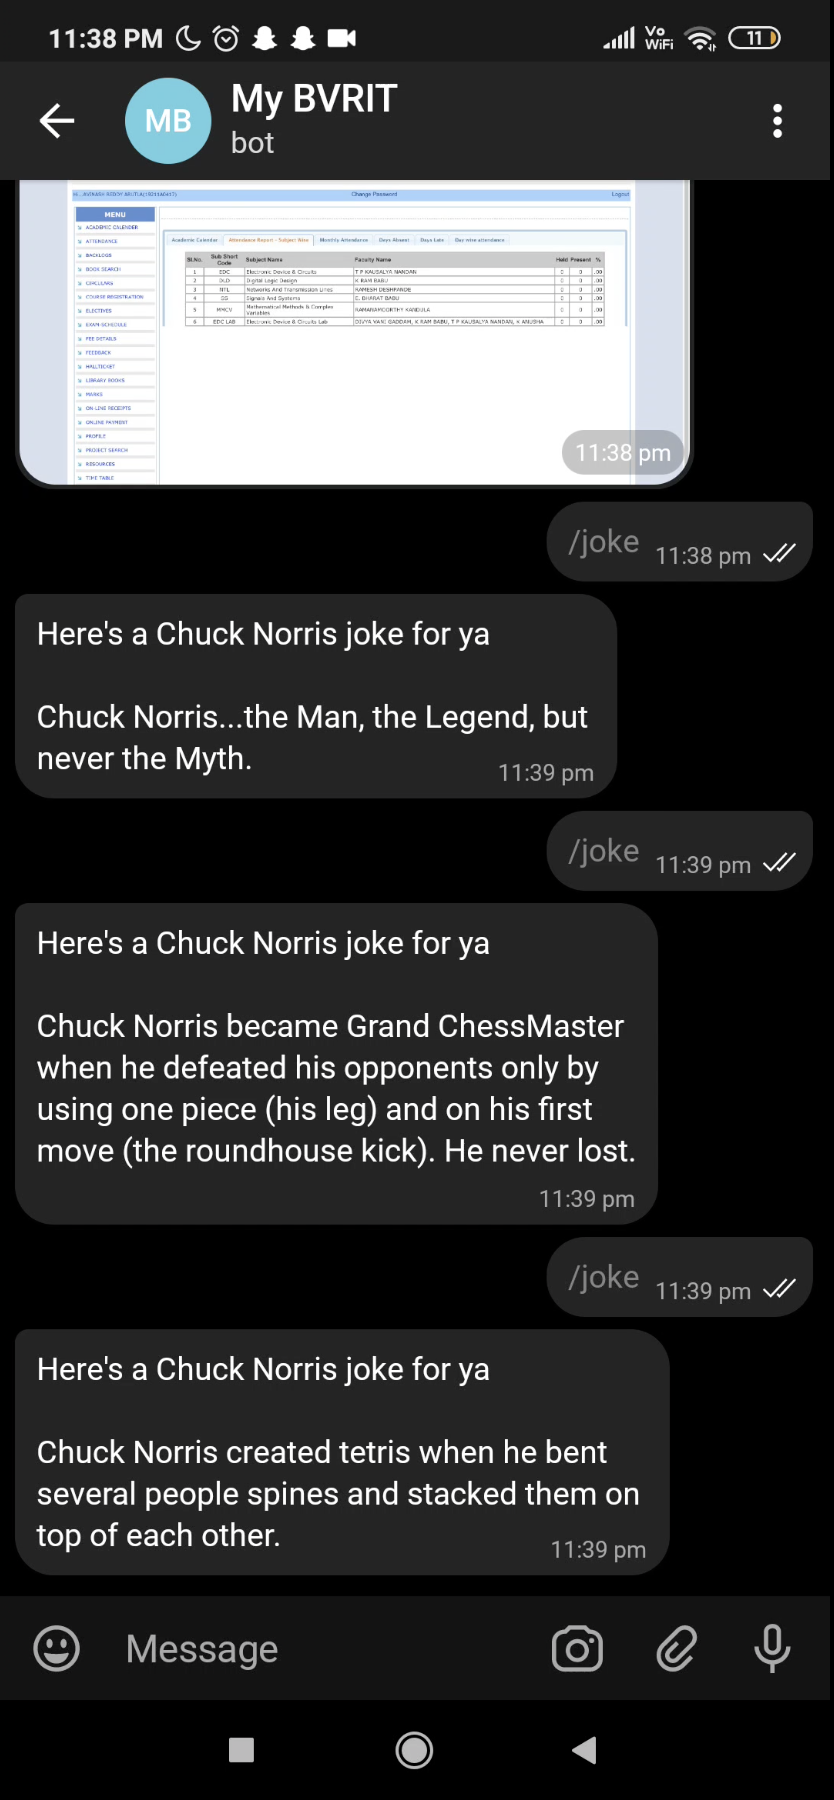 11:38 PM
Vo WiFi
11
MB
My BVRIT
bot
Change Password
Logout
MENU
ACADEMIC CALENDER
ATTENDANCE
BACKLOGS
BOOK SEARCH
CIRCULARS
COURSE REGISTRATION
ELECTIVES
EXAM SCHEDULE
FEE DETAILS
FEEDBACK
HALLTICKET
LIBRARY BOOKS
MARKS
ON-LINE RECEIPTS
ONLINE PAYMENT
PROFILE
PROJECT SEARCH
RESOURCES
TIME TABLE
Academic Calendar Attendance Report - Subject Wise Monthly Attendance Days Absent Days Late Day wise attendance
Sl.No. Sub Short Code Subject Name Faculty Name Held Present %
1 EDC Electronic Device & Circuits T P KAUSALYA NANDAN 0 0 .00
2 DLD Digital Logic Design K RAM BABU 0 0 .00
3 NTL Networks And Transmission Lines RAMESH DESHPANDE 0 0 .00
4 SS Signals And Systems E. BHARAT BABU 0 0 .00
5 MMCV Mathematical Methods & Complex Variables RAMANAMOORTHY KANDULA 0 0 .00
6 EDC LAB Electronic Device & Circuits Lab DIVYA VANI GADDAM, K RAM BABU, T P KAUSALYA NANDAN, K ANUSHA 0 0 .00
11:38 pm
/joke 11:38 pm
Here's a Chuck Norris joke for ya
Chuck Norris...the Man, the Legend, but
never the Myth.
11:39 pm
/joke 11:39 pm
Here's a Chuck Norris joke for ya
Chuck Norris became Grand ChessMaster
when he defeated his opponents only by
using one piece (his leg) and on his first
move (the roundhouse kick). He never lost.
11:39 pm
/joke 11:39 pm
Here's a Chuck Norris joke for ya
Chuck Norris created tetris when he bent
several people spines and stacked them on
top of each other.
11:39 pm
Message